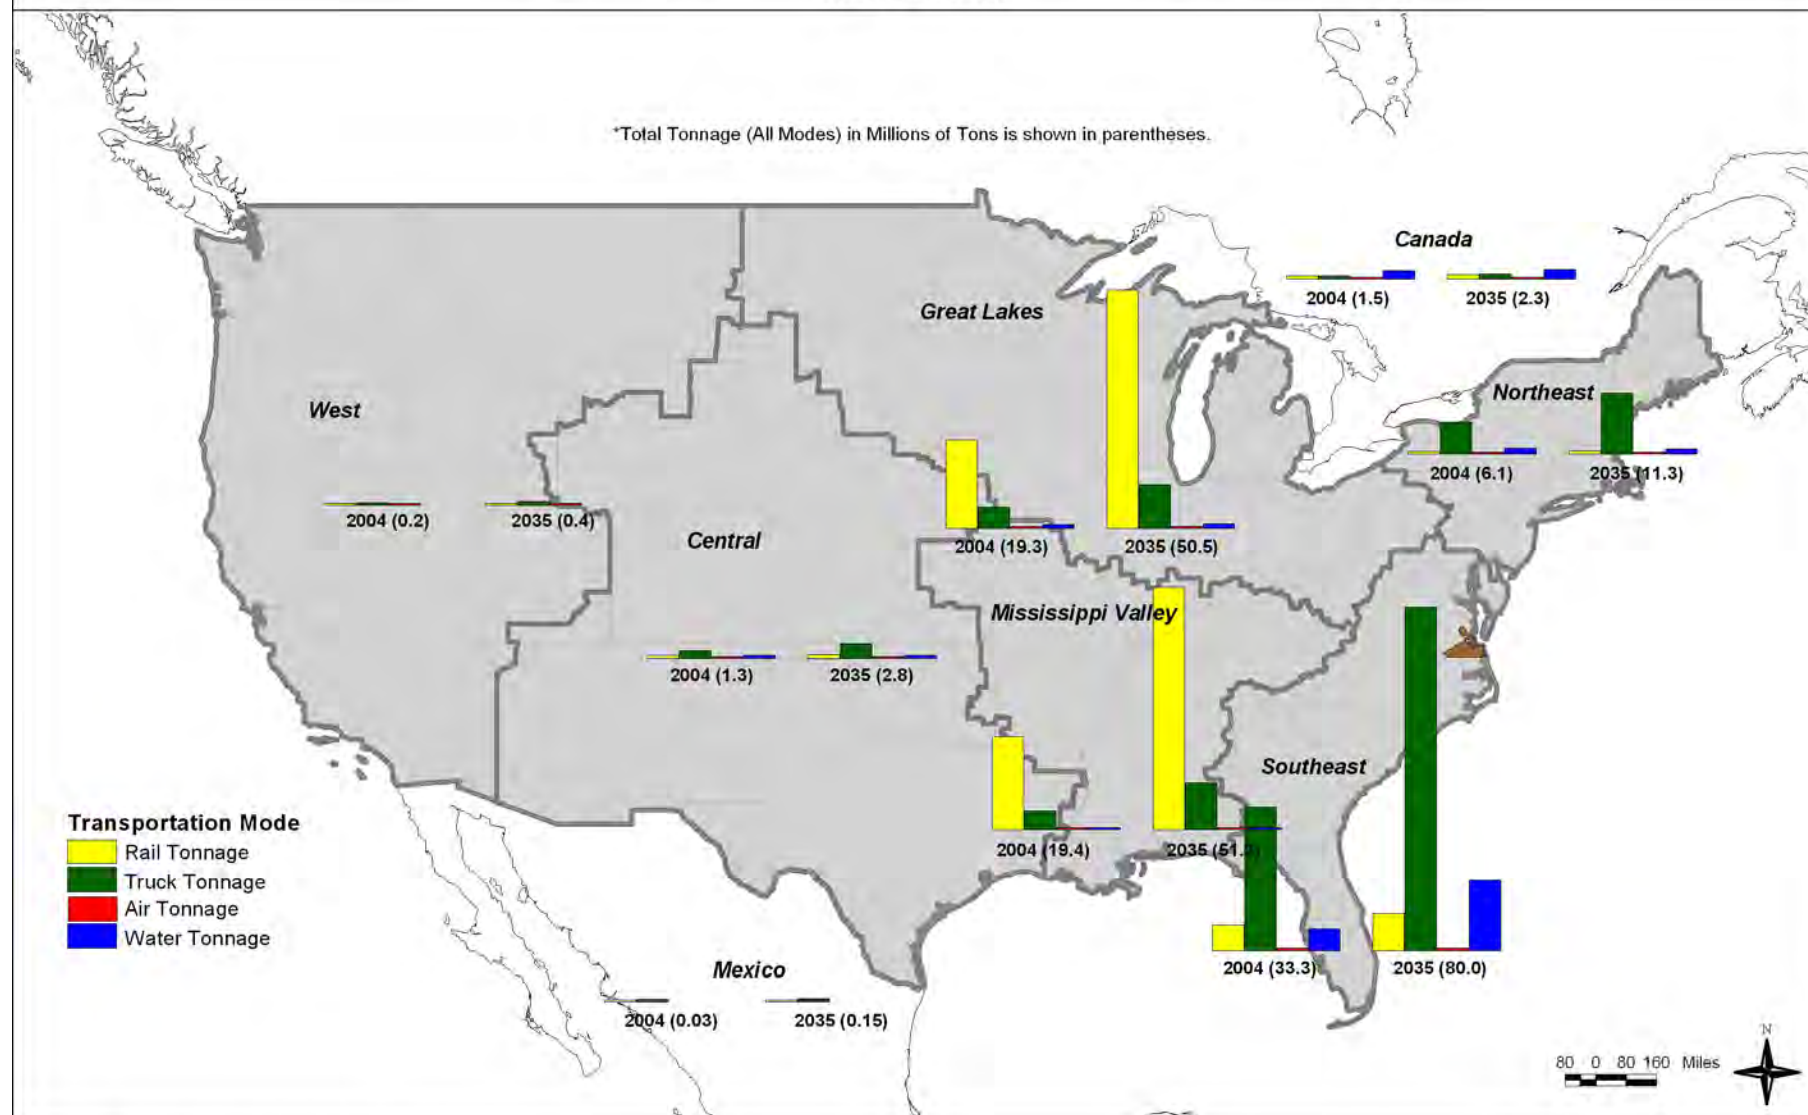 *Total Tonnage (All Modes) in Millions of Tons is shown in parentheses.
Canada
2004 (1.5)
2035 (2.3)
Great Lakes
2004 (19.3)
2035 (50.5)
Northeast
2004 (6.1)
2035 (11.3)
West
2004 (0.2)
2035 (0.4)
Central
2004 (1.3)
2035 (2.8)
Mississippi Valley
2004 (19.4)
Southeast
2004 (33.3)
2035 (80.0)
Mexico
2004 (0.03)
2035 (0.15)
Transportation Mode
Rail Tonnage
Truck Tonnage
Air Tonnage
Water Tonnage
80 0 80 160 Miles
N